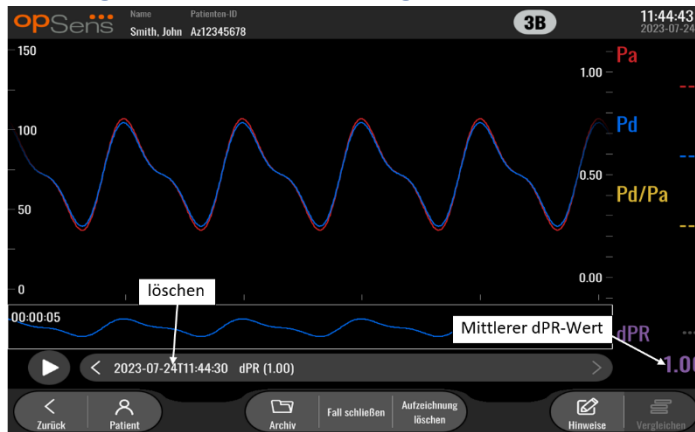 opSens
Name Patienten-ID
Smith, John Az12345678
3B
11:44:43
2023-07-24
150
100
50
0
1.00
0.50
0.00
Pa
--
Pd
--
Pd/Pa
--
löschen
00:00:05
Mittlerer dPR-Wert
dPR
1.00
2023-07-24T11:44:30 dPR (1.00)
Zurück
Patient
Archiv
Fall schließen
Aufzeichnung
löschen
Hinweise
Vergleichen